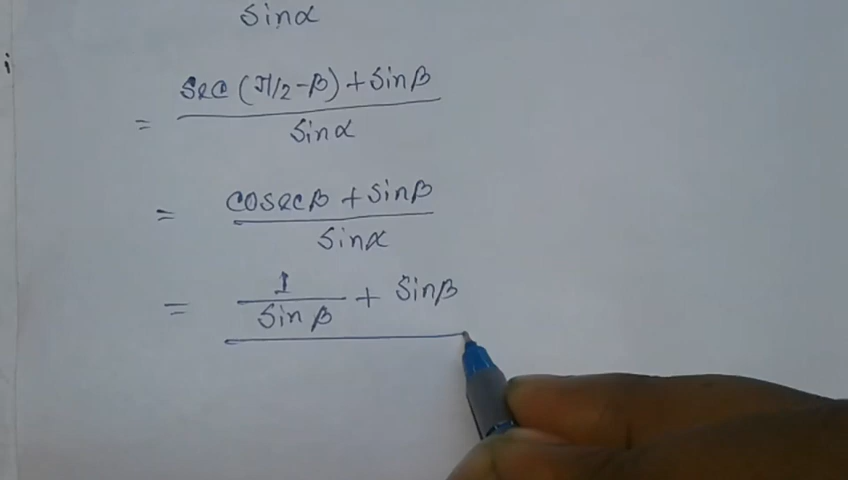 sinα
= sec(π/2-β)+sinβ
sinα
= cosecβ+sinβ
sinα
= 1/sinβ + sinβ